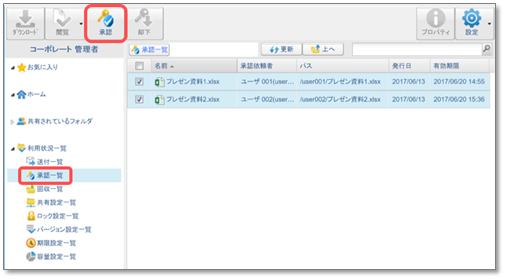 ダウンロード 閲覧 承認 却下 プロパティ 設定
コーポレート 管理者
承認一覧 更新 上へ
お気に入り
ホーム
共有されているフォルダ
利用状況一覧
送付一覧
承認一覧
回収一覧
共有設定一覧
ロック設定一覧
バージョン設定一覧
期限設定一覧
容量設定一覧
名前 承認依頼者 パス 発行日 有効期限
プレゼン資料1.xlsx ユーザ 001(user... /user001/プレゼン資料1.xlsx 2017/06/13 2017/06/20 14:55
プレゼン資料2.xlsx ユーザ 002(user... /user002/プレゼン資料2.xlsx 2017/06/13 2017/06/20 15:36